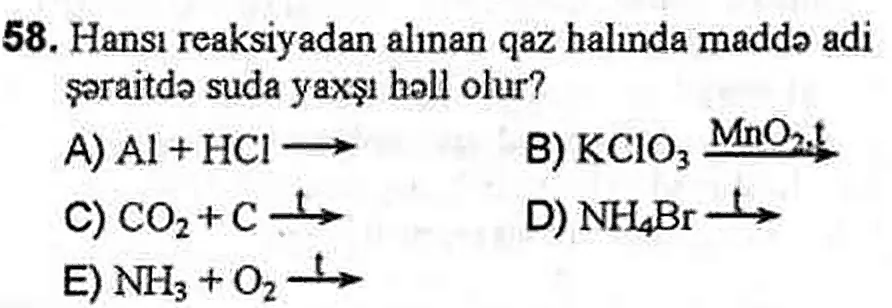 58. Hansı reaksiyadan alınan qaz halında maddə adi
şəraitdə suda yaxşı həll olur?
A) Al + HCl ⟶ B) KClO₃ MnO₂,t⟶
C) CO₂ + C t⟶ D) NH₄Br t⟶
E) NH₃ + O₂ t⟶